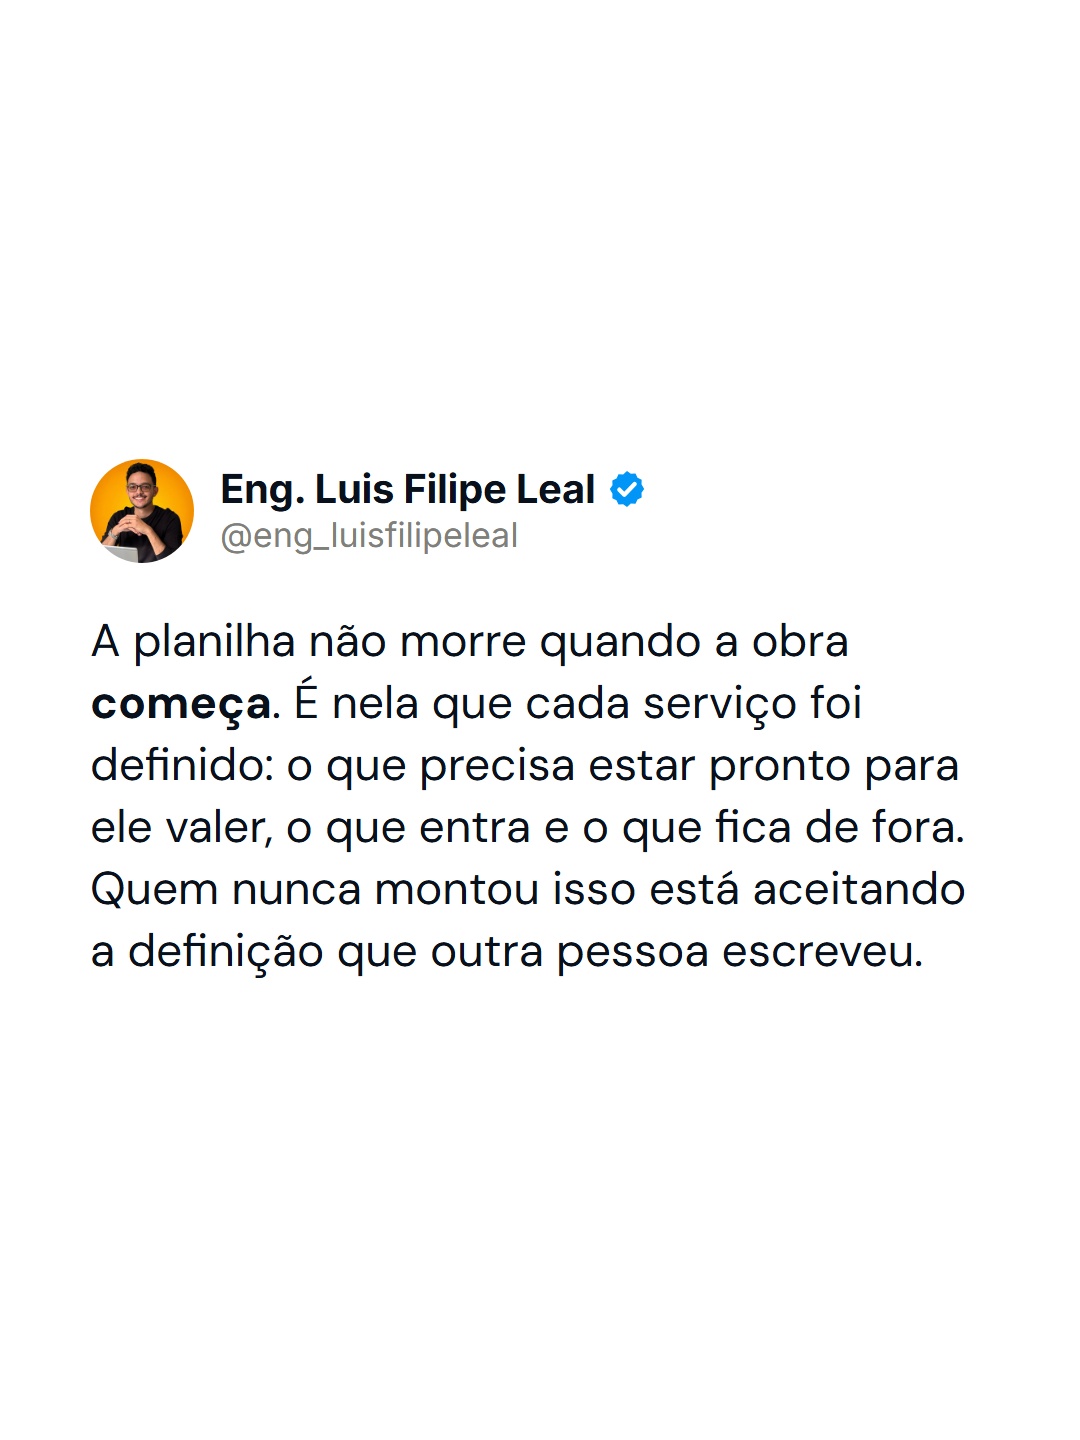 Eng. Luis Filipe Leal
@eng_luisfilipeleal
A planilha não morre quando a obra
começa. É nela que cada serviço foi
definido: o que precisa estar pronto para
ele valer, o que entra e o que fica de fora.
Quem nunca montou isso está aceitando
a definição que outra pessoa escreveu.